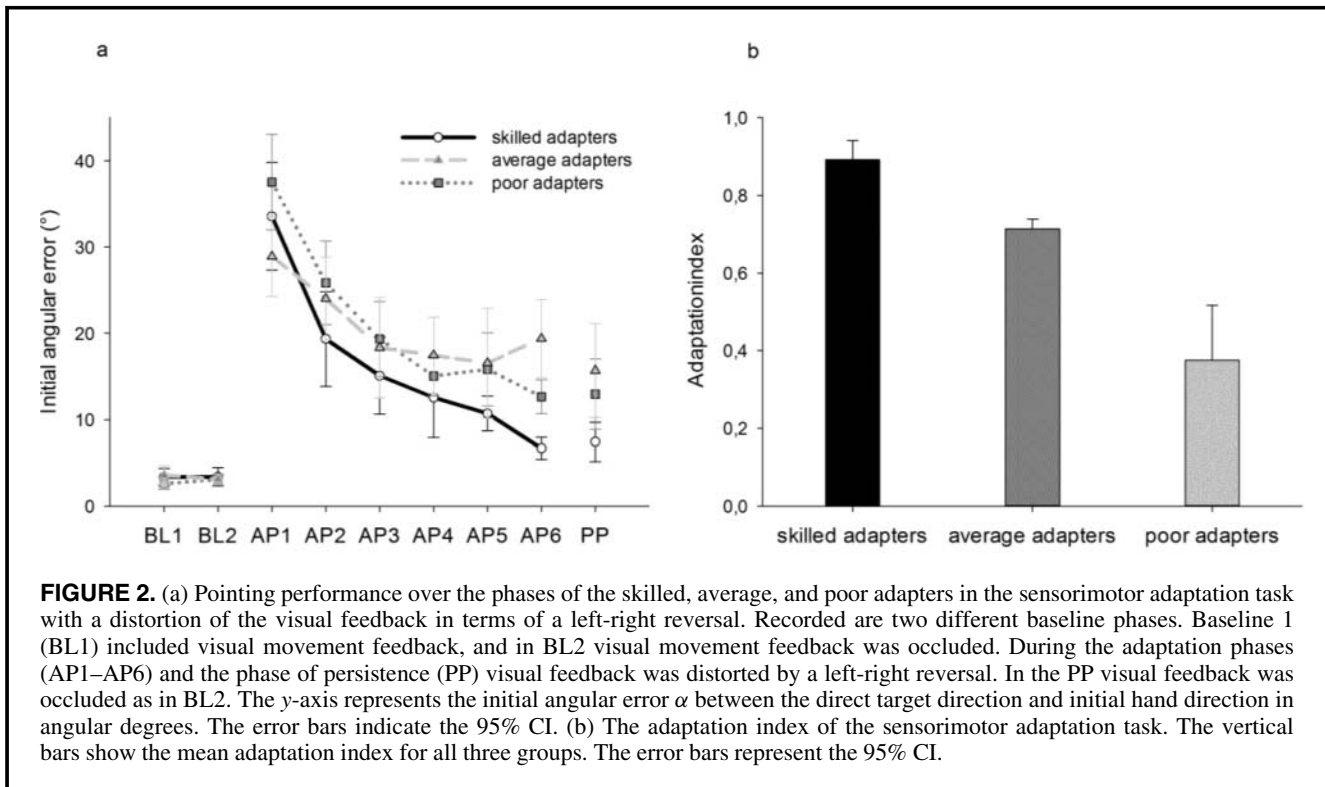 a
b
skilled adapters
average adapters
poor adapters
Initial angular error (°)
40
30
20
10
0
BL1 BL2 AP1 AP2 AP3 AP4 AP5 AP6 PP
Adaptationindex
1,0
0,8
0,6
0,4
0,2
0,0
skilled adapters average adapters poor adapters
FIGURE 2. (a) Pointing performance over the phases of the skilled, average, and poor adapters in the sensorimotor adaptation task
with a distortion of the visual feedback in terms of a left-right reversal. Recorded are two different baseline phases. Baseline 1
(BL1) included visual movement feedback, and in BL2 visual movement feedback was occluded. During the adaptation phases
(AP1–AP6) and the phase of persistence (PP) visual feedback was distorted by a left-right reversal. In the PP visual feedback was
occluded as in BL2. The y-axis represents the initial angular error α between the direct target direction and initial hand direction in
angular degrees. The error bars indicate the 95% CI. (b) The adaptation index of the sensorimotor adaptation task. The vertical
bars show the mean adaptation index for all three groups. The error bars represent the 95% CI.